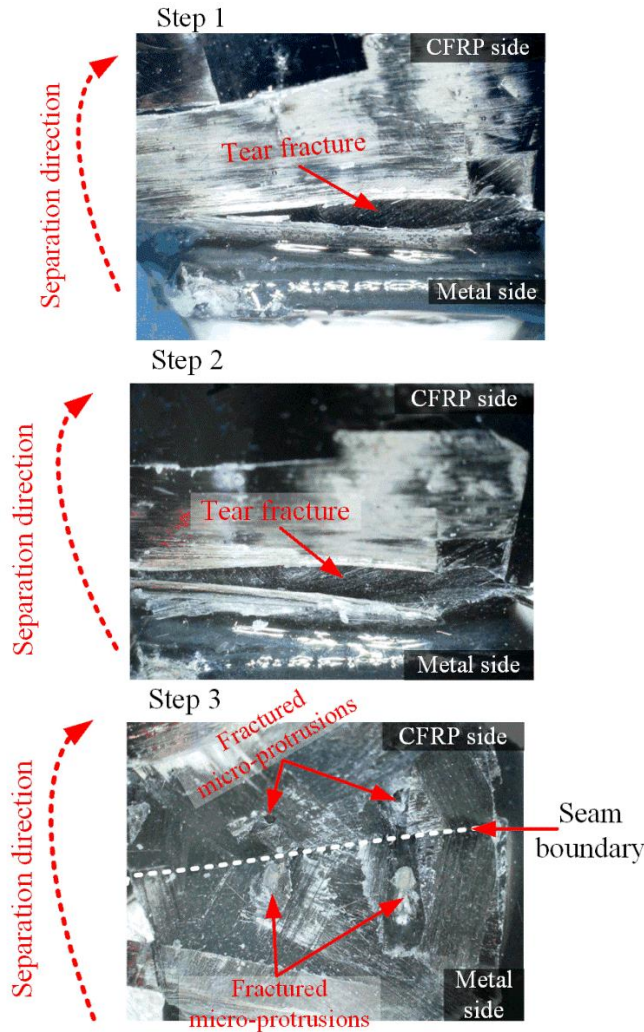 Step 1
CFRP side
Separation direction
Tear fracture
Metal side
Step 2
CFRP side
Separation direction
Tear fracture
Metal side
Step 3
CFRP side
Separation direction
Fractured
micro-protrusions
Seam
boundary
Fractured
micro-protrusions
Metal
side